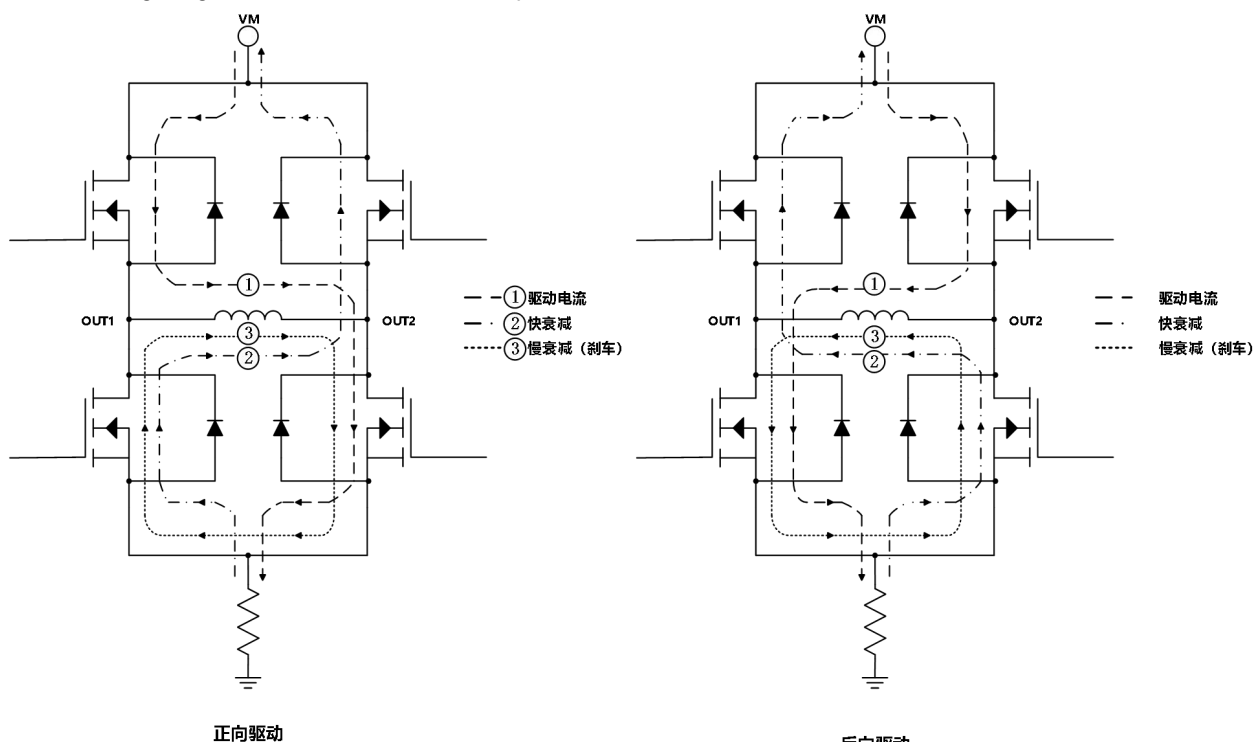 VM
VM
①
①
① 驱动电流
驱动电流
OUT1
OUT2
② 快衰减
OUT1
OUT2
快衰减
③
③
③ 慢衰减（刹车）
慢衰减（刹车）
②
②
正向驱动